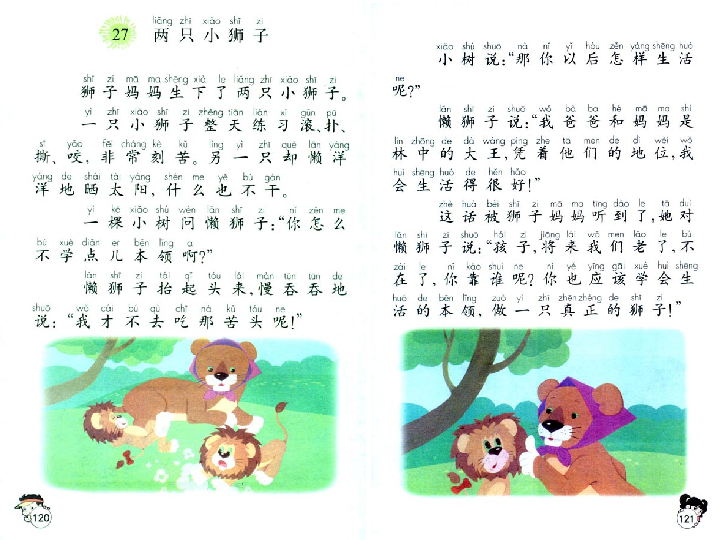 liǎng zhī xiǎo shī zi
27 两只小狮子
shī zi mā ma shēng xià le liǎng zhī xiǎo shī zi
狮子妈妈生下了两只小狮子。
yì zhī xiǎo shī zi zhěng tiān liàn xí gǔn pū
一只小狮子整天练习滚、扑、
sī yǎo fēi cháng kè kǔ lìng yì zhī què lǎn yáng
撕、咬,非常刻苦。另一只却懒洋
yáng de shài tài yáng shén me yě bú gàn
洋地晒太阳,什么也不干。
yì kē xiǎo shù wèn lǎn shī zi nǐ zěn me
一棵小树问懒狮子:“你怎么
bù xué diǎn er běn lǐng a
不学点儿本领啊?”
lǎn shī zi tái qǐ tóu lái màn tūn tūn de
懒狮子抬起头来,慢吞吞地
shuō wǒ cái bú qù chī nà kǔ tou ne
说:“我才不去吃那苦头呢!”
120
xiǎo shù shuō nà nǐ yǐ hòu zěn yàng shēng huó
小树说:“那你以后怎样生活
ne
呢?”
lǎn shī zi shuō wǒ bà ba hé mā ma shì
懒狮子说:“我爸爸和妈妈是
lín zhōng de dà wáng píng zhe tā men de dì wèi wǒ
林中的大王,凭着他们的地位,我
huì shēng huó de hěn hǎo
会生活得很好!”
zhè huà bèi shī zi mā ma tīng dào le tā duì
这话被狮子妈妈听到了,她对
lǎn shī zi shuō hái zi jiāng lái wǒ men lǎo le bú
懒狮子说:“孩子,将来我们老了,不
zài le nǐ kào shuí ne nǐ yě yīng gāi xué huì shēng
在了,你靠谁呢?你也应该学会生
huó de běn lǐng zuò yì zhī zhēn zhèng de shī zi
活的本领,做一只真正的狮子!”
121